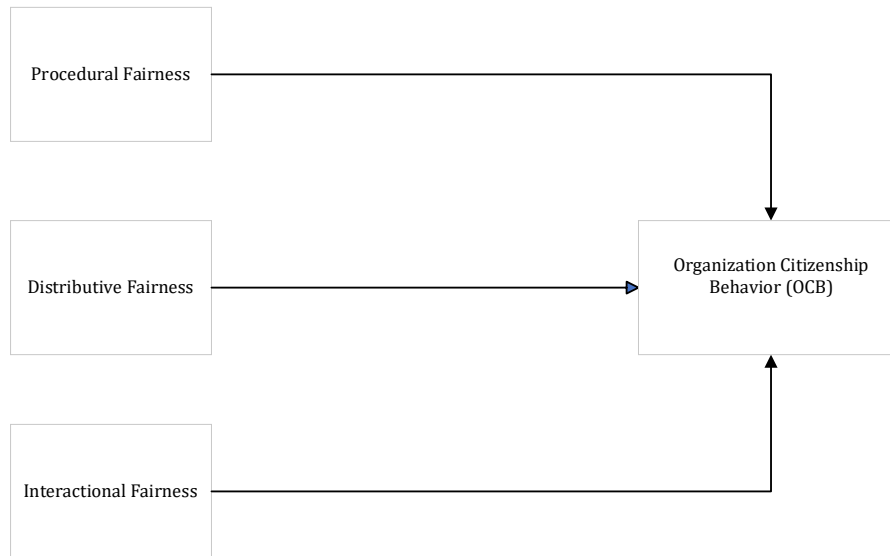 Procedural Fairness
Distributive Fairness
Organization Citizenship
Behavior (OCB)
Interactional Fairness